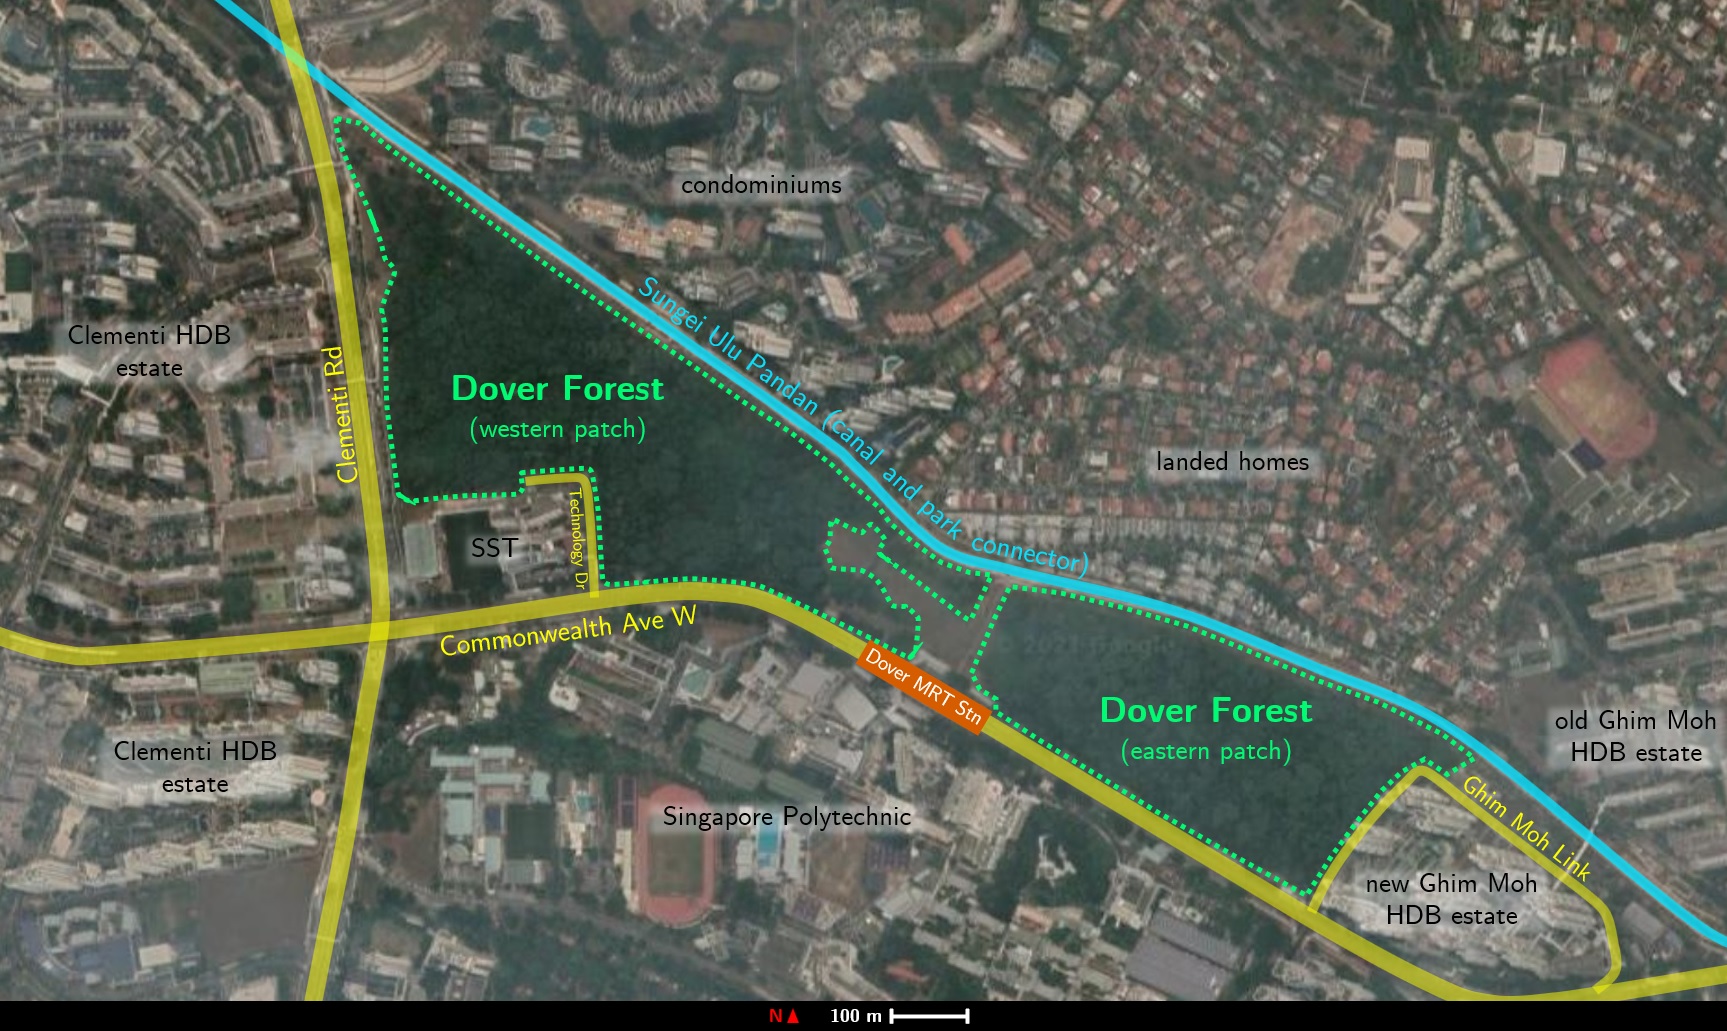 condominiums
Sungei Ulu Pandan (canal and park connector)
Clementi HDB
estate
Clementi Rd
Dover Forest
(western patch)
landed homes
Technology Dr
SST
Commonwealth Ave W
Dover MRT Stn
Dover Forest
(eastern patch)
old Ghim Moh
HDB estate
Clementi HDB
estate
Singapore Polytechnic
Ghim Moh Link
new Ghim Moh
HDB estate
N
100 m